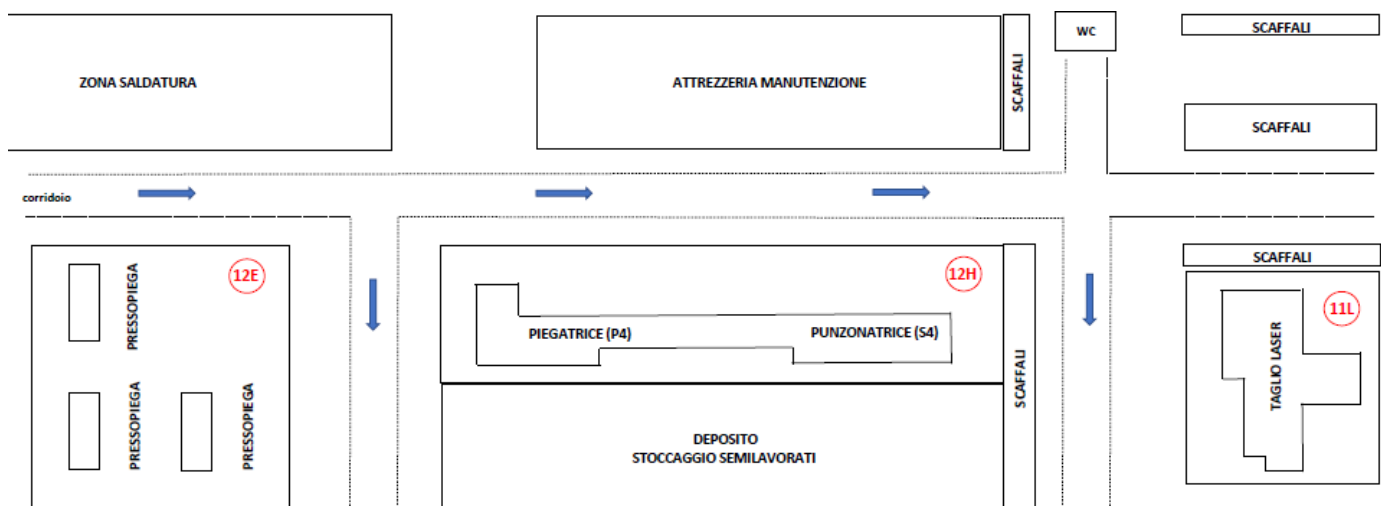 WC
SCAFFALI
ZONA SALDATURA
ATTREZZERIA MANUTENZIONE
SCAFFALI
SCAFFALI
corridoio
12E
PRESSOPIEGA
12H
SCAFFALI
11L
PIEGATRICE (P4)
PUNZONATRICE (S4)
TAGLIO LASER
SCAFFALI
PRESSOPIEGA
PRESSOPIEGA
DEPOSITO
STOCCAGGIO SEMILAVORATI